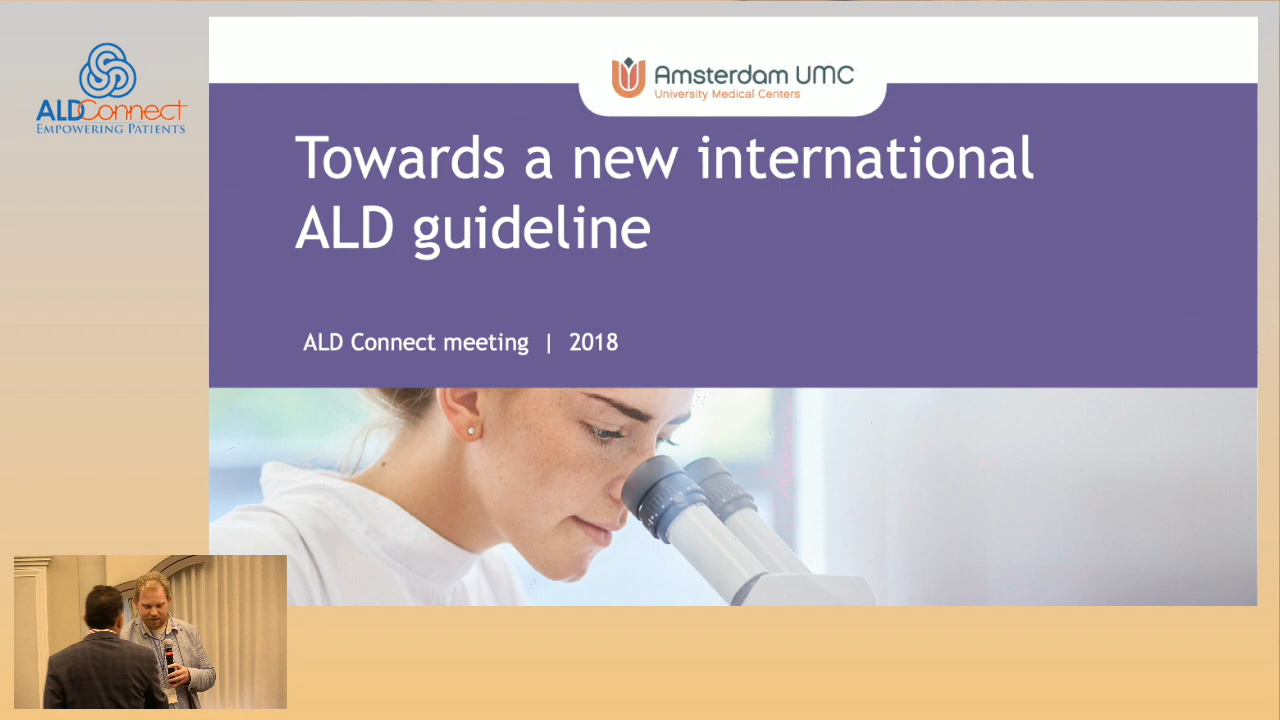 ALDConnect
EMPOWERING PATIENTS
Amsterdam UMC
University Medical Centers
Towards a new international
ALD guideline
ALD Connect meeting | 2018